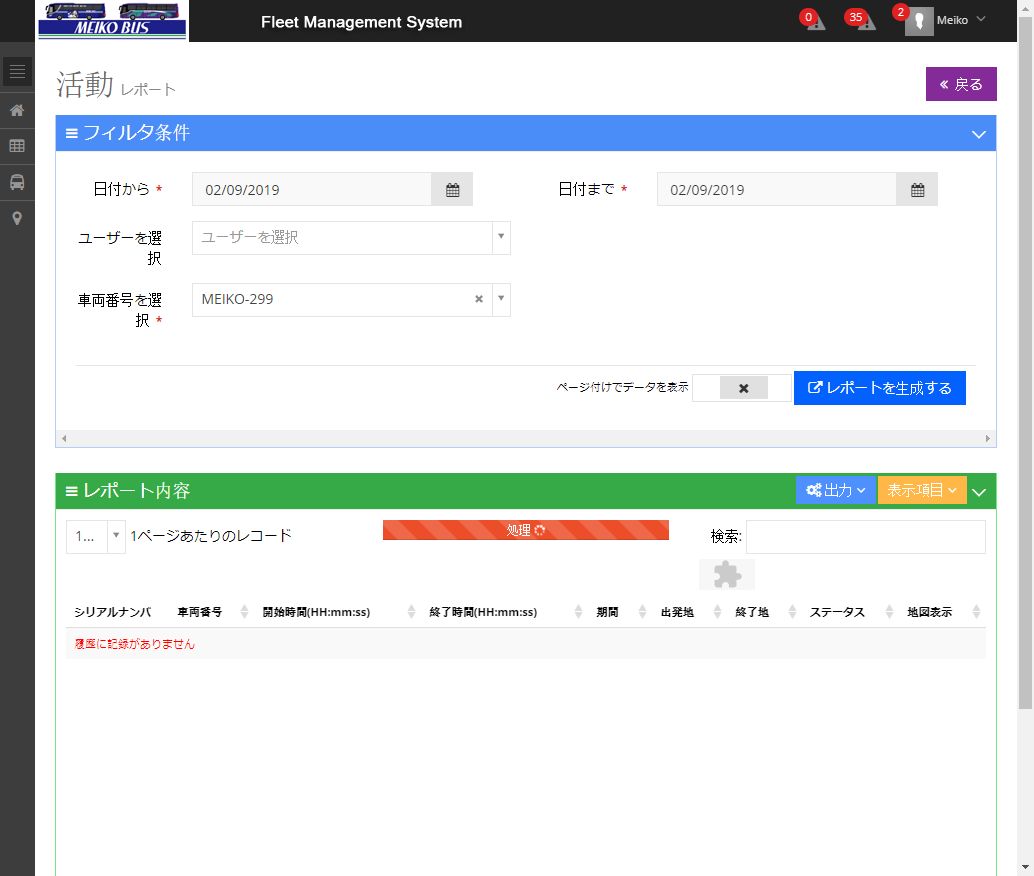 MEIKO BUS
Fleet Management System
0
35
2
Meiko
活動 レポート
戻る
フィルタ条件
日付から *
02/09/2019
日付まで *
02/09/2019
ユーザーを選
択
ユーザーを選択
車両番号を選
択 *
MEIKO-299
ページ付けでデータを表示
レポートを生成する
レポート内容
出力
表示項目
1...
1ページあたりのレコード
処理
検索:
シリアルナンバ
車両番号
開始時間(HH:mm:ss)
終了時間(HH:mm:ss)
期間
出発地
終了地
ステータス
地図表示
履歴に記録がありません